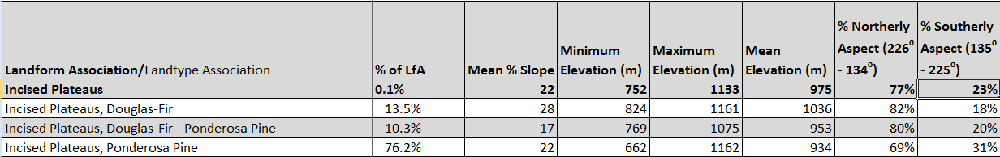 Landform Association/Landtype Association | % of LfA | Mean % Slope | Minimum Elevation (m) | Maximum Elevation (m) | Mean Elevation (m) | % Northerly Aspect (226° - 134°) | % Southerly Aspect (135° - 225°)
Incised Plateaus | 0.1% | 22 | 752 | 1133 | 975 | 77% | 23%
Incised Plateaus, Douglas-Fir | 13.5% | 28 | 824 | 1161 | 1036 | 82% | 18%
Incised Plateaus, Douglas-Fir - Ponderosa Pine | 10.3% | 17 | 769 | 1075 | 953 | 80% | 20%
Incised Plateaus, Ponderosa Pine | 76.2% | 22 | 662 | 1162 | 934 | 69% | 31%